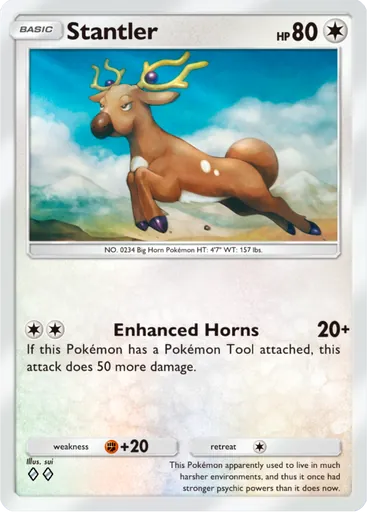 BASIC Stantler HP 80
NO. 0234 Big Horn Pokémon HT: 4'7" WT: 157 lbs.
Enhanced Horns 20+
If this Pokémon has a Pokémon Tool attached, this
attack does 50 more damage.
weakness +20 retreat
Illus. sui
This Pokémon apparently used to live in much
harsher environments, and thus it once had
stronger psychic powers than it does now.